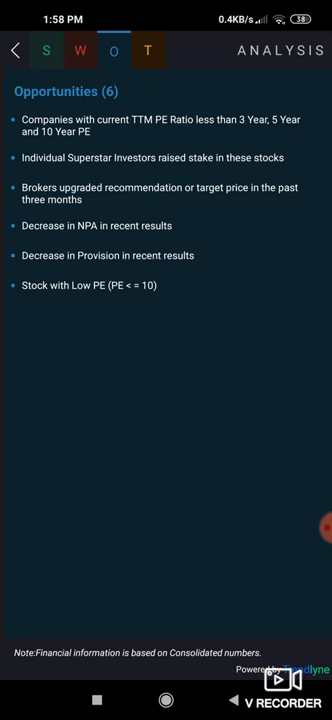 1:58 PM
0.4KB/s
38
S W O T
ANALYSIS
Opportunities (6)
Companies with current TTM PE Ratio less than 3 Year, 5 Year
and 10 Year PE
Individual Superstar Investors raised stake in these stocks
Brokers upgraded recommendation or target price in the past
three months
Decrease in NPA in recent results
Decrease in Provision in recent results
Stock with Low PE (PE < = 10)
Note:Financial information is based on Consolidated numbers.
Powered by Trendlyne
V RECORDER